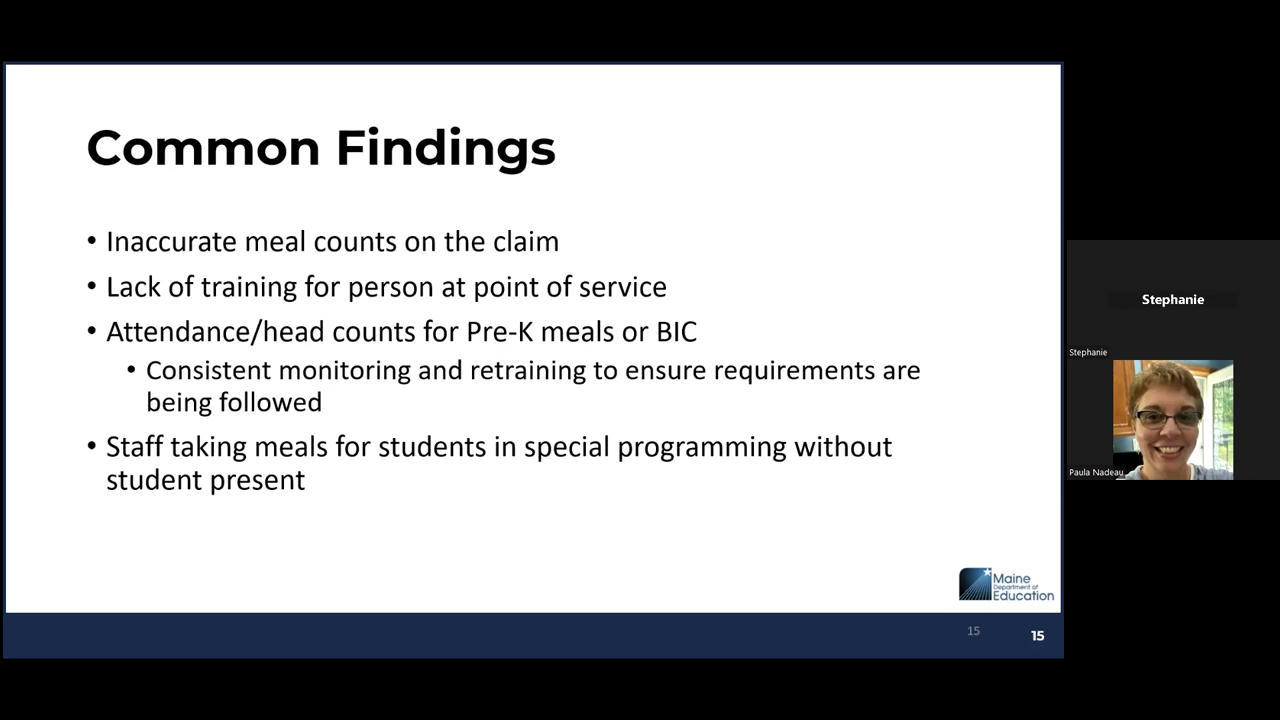 Common Findings
• Inaccurate meal counts on the claim
• Lack of training for person at point of service
• Attendance/head counts for Pre-K meals or BIC
• Consistent monitoring and retraining to ensure requirements are
being followed
• Staff taking meals for students in special programming without
student present
Maine
Department of
Education
15
15
Stephanie
Stephanie
Paula Nadeau